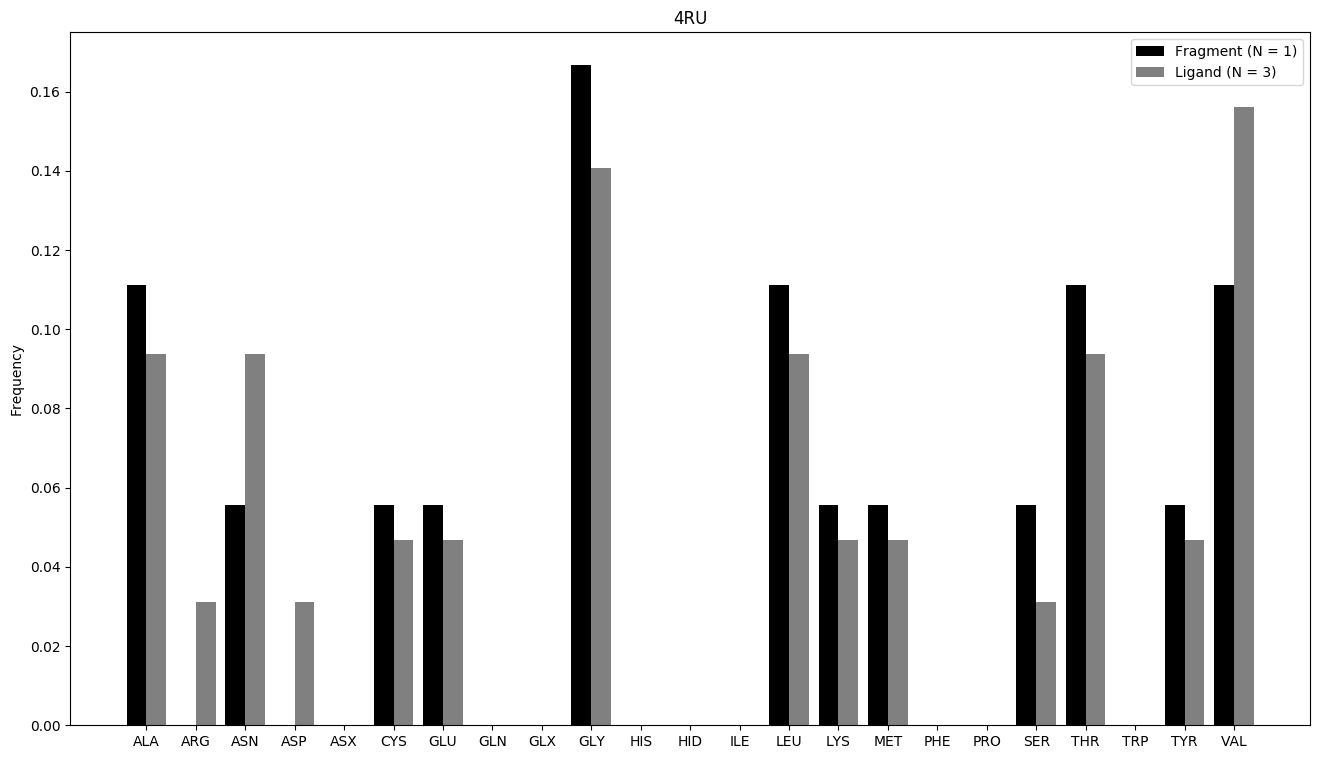 4RU
Fragment (N = 1)
Ligand (N = 3)
Frequency
0.16
0.14
0.12
0.10
0.08
0.06
0.04
0.02
0.00
ALA ARG ASN ASP ASX CYS GLU GLN GLX GLY HIS HID ILE LEU LYS MET PHE PRO SER THR TRP TYR VAL